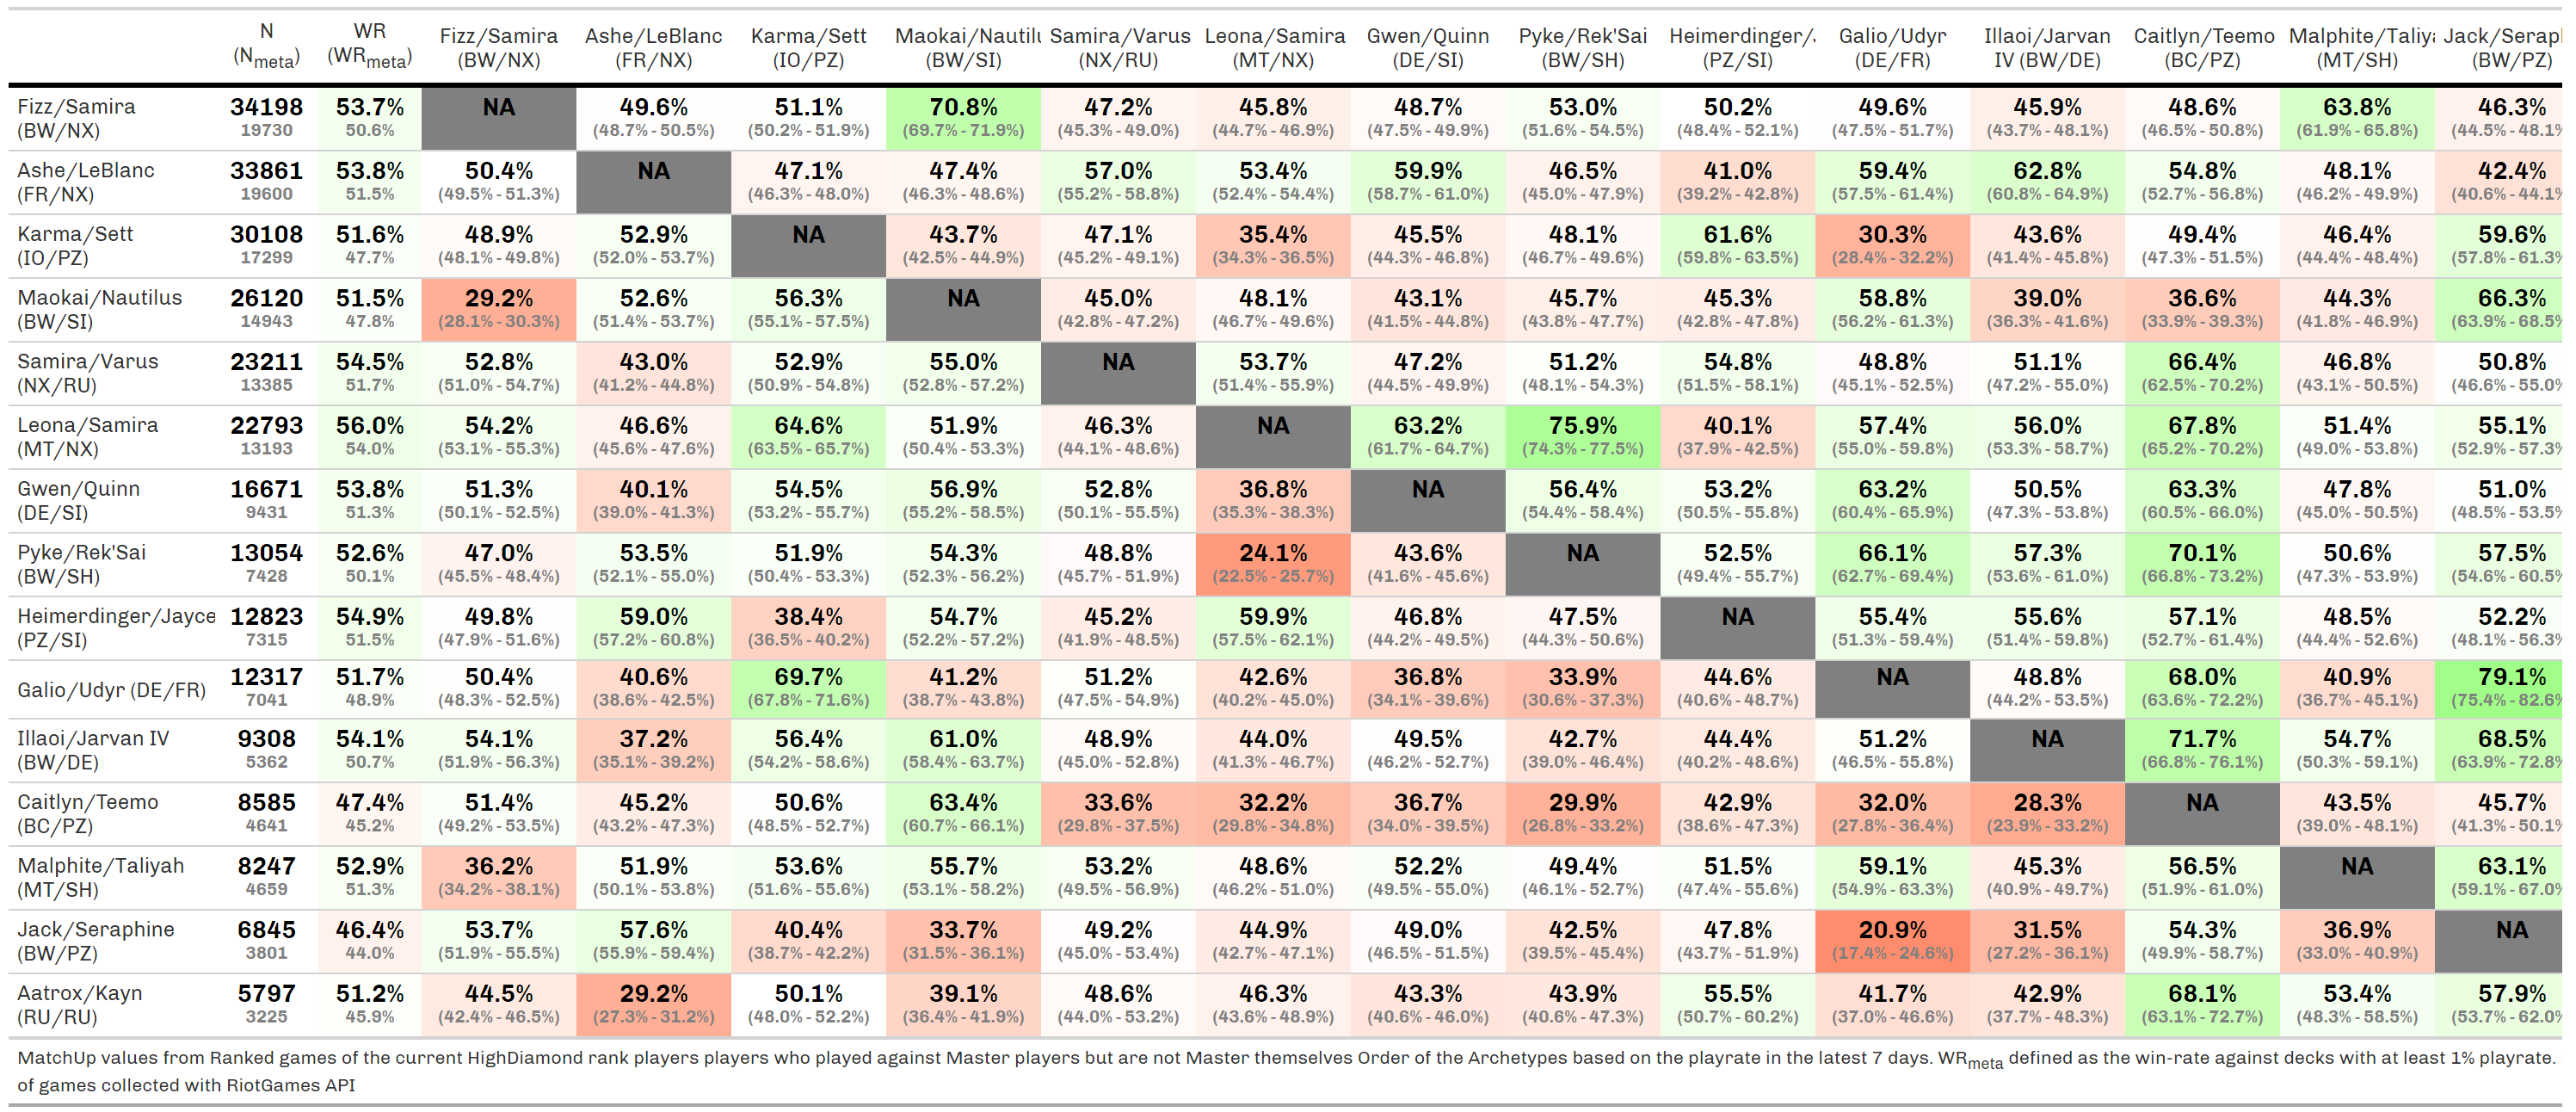 N WR Fizz/Samira Ashe/LeBlanc Karma/Sett Maokai/Nautilu Samira/Varus Leona/Samira Gwen/Quinn Pyke/Rek'Sai Heimerdinger/ Galio/Udyr Illaoi/Jarvan Caitlyn/Teemo Malphite/Taliya Jack/Serap
(Nmeta) (WRmeta) (BW/NX) (FR/NX) (IO/PZ) (BW/SI) (NX/RU) (MT/NX) (DE/SI) (BW/SH) (PZ/SI) (DE/FR) IV (BW/DE) (BC/PZ) (MT/SH) (BW/PZ)
Fizz/Samira 34198 53.7% NA 49.6% 51.1% 70.8% 47.2% 45.8% 48.7% 53.0% 50.2% 49.6% 45.9% 48.6% 63.8% 46.3%
(BW/NX) 19730 50.6% (48.7% - 50.5%) (50.2% - 51.9%) (69.7% - 71.9%) (45.3% - 49.0%) (44.7% - 46.9%) (47.5% - 49.9%) (51.6% - 54.5%) (48.4% - 52.1%) (47.5% - 51.7%) (43.7% - 48.1%) (46.5% - 50.8%) (61.9% - 65.8%) (44.5% - 48.1%
Ashe/LeBlanc 33861 53.8% 50.4% NA 47.1% 47.4% 57.0% 53.4% 59.9% 46.5% 41.0% 59.4% 62.8% 54.8% 48.1% 42.4%
(FR/NX) 19600 51.5% (49.5% - 51.3%) (46.3% - 48.0%) (46.3% - 48.6%) (55.2% - 58.8%) (52.4% - 54.4%) (58.7% - 61.0%) (45.0% - 47.9%) (39.2% - 42.8%) (57.5% - 61.4%) (60.8% - 64.9%) (52.7% - 56.8%) (46.2% - 49.9%) (40.6% - 44.1%
Karma/Sett 30108 51.6% 48.9% 52.9% NA 43.7% 47.1% 35.4% 45.5% 48.1% 61.6% 30.3% 43.6% 49.4% 46.4% 59.6%
(IO/PZ) 17299 47.7% (48.1% - 49.8%) (52.0% - 53.7%) (42.5% - 44.9%) (45.2% - 49.1%) (34.3% - 36.5%) (44.3% - 46.8%) (46.7% - 49.6%) (59.8% - 63.5%) (28.4% - 32.2%) (41.4% - 45.8%) (47.3% - 51.5%) (44.4% - 48.4%) (57.8% - 61.3%
Maokai/Nautilus 26120 51.5% 29.2% 52.6% 56.3% NA 45.0% 48.1% 43.1% 45.7% 45.3% 58.8% 39.0% 36.6% 44.3% 66.3%
(BW/SI) 14943 47.8% (28.1% - 30.3%) (51.4% - 53.7%) (55.1% - 57.5%) (42.8% - 47.2%) (46.7% - 49.6%) (41.5% - 44.8%) (43.8% - 47.7%) (42.8% - 47.8%) (56.2% - 61.3%) (36.3% - 41.6%) (33.9% - 39.3%) (41.8% - 46.9%) (63.9% - 68.5%
Samira/Varus 23211 54.5% 52.8% 43.0% 52.9% 55.0% NA 53.7% 47.2% 51.2% 54.8% 48.8% 51.1% 66.4% 46.8% 50.8%
(NX/RU) 13385 51.7% (51.0% - 54.7%) (41.2% - 44.8%) (50.9% - 54.8%) (52.8% - 57.2%) (51.4% - 55.9%) (44.5% - 49.9%) (48.1% - 54.3%) (51.5% - 58.1%) (45.1% - 52.5%) (47.2% - 55.0%) (62.5% - 70.2%) (43.1% - 50.5%) (46.6% - 55.0%
Leona/Samira 22793 56.0% 54.2% 46.6% 64.6% 51.9% 46.3% NA 63.2% 75.9% 40.1% 57.4% 56.0% 67.8% 51.4% 55.1%
(MT/NX) 13193 54.0% (53.1% - 55.3%) (45.6% - 47.6%) (63.5% - 65.7%) (50.4% - 53.3%) (44.1% - 48.6%) (61.7% - 64.7%) (74.3% - 77.5%) (37.9% - 42.5%) (55.0% - 59.8%) (53.3% - 58.7%) (65.2% - 70.2%) (49.0% - 53.8%) (52.9% - 57.3%
Gwen/Quinn 16671 53.8% 51.3% 40.1% 54.5% 56.9% 52.8% 36.8% NA 56.4% 53.2% 63.2% 50.5% 63.3% 47.8% 51.0%
(DE/SI) 9431 51.3% (50.1% - 52.5%) (39.0% - 41.3%) (53.2% - 55.7%) (55.2% - 58.5%) (50.1% - 55.5%) (35.3% - 38.3%) (54.4% - 58.4%) (50.5% - 55.8%) (60.4% - 65.9%) (47.3% - 53.8%) (60.5% - 66.0%) (45.0% - 50.5%) (48.5% - 53.5%
Pyke/Rek'Sai 13054 52.6% 47.0% 53.5% 51.9% 54.3% 48.8% 24.1% 43.6% NA 52.5% 66.1% 57.3% 70.1% 50.6% 57.5%
(BW/SH) 7428 50.1% (45.5% - 48.4%) (52.1% - 55.0%) (50.4% - 53.3%) (52.3% - 56.2%) (45.7% - 51.9%) (22.5% - 25.7%) (41.6% - 45.6%) (49.4% - 55.7%) (62.7% - 69.4%) (53.6% - 61.0%) (66.8% - 73.2%) (47.3% - 53.9%) (54.6% - 60.5%
Heimerdinger/Jayce 12823 54.9% 49.8% 59.0% 38.4% 54.7% 45.2% 59.9% 46.8% 47.5% NA 55.4% 55.6% 57.1% 48.5% 52.2%
(PZ/SI) 7315 51.5% (47.9% - 51.6%) (57.2% - 60.8%) (36.5% - 40.2%) (52.2% - 57.2%) (41.9% - 48.5%) (57.5% - 62.1%) (44.2% - 49.5%) (44.3% - 50.6%) (51.3% - 59.4%) (51.4% - 59.8%) (52.7% - 61.4%) (44.4% - 52.6%) (48.1% - 56.3%
Galio/Udyr (DE/FR) 12317 51.7% 50.4% 40.6% 69.7% 41.2% 51.2% 42.6% 36.8% 33.9% 44.6% NA 48.8% 68.0% 40.9% 79.1%
7041 48.9% (48.3% - 52.5%) (38.6% - 42.5%) (67.8% - 71.6%) (38.7% - 43.8%) (47.5% - 54.9%) (40.2% - 45.0%) (34.1% - 39.6%) (30.6% - 37.3%) (40.6% - 48.7%) (44.2% - 53.5%) (63.6% - 72.2%) (36.7% - 45.1%) (75.4% - 82.6%
Illaoi/Jarvan IV 9308 54.1% 54.1% 37.2% 56.4% 61.0% 48.9% 44.0% 49.5% 42.7% 44.4% 51.2% NA 71.7% 54.7% 68.5%
(BW/DE) 5362 50.7% (51.9% - 56.3%) (35.1% - 39.2%) (54.2% - 58.6%) (58.4% - 63.7%) (45.0% - 52.8%) (41.3% - 46.7%) (46.2% - 52.7%) (39.0% - 46.4%) (40.2% - 48.6%) (46.5% - 55.8%) (66.8% - 76.1%) (50.3% - 59.1%) (63.9% - 72.8%
Caitlyn/Teemo 8585 47.4% 51.4% 45.2% 50.6% 63.4% 33.6% 32.2% 36.7% 29.9% 42.9% 32.0% 28.3% NA 43.5% 45.7%
(BC/PZ) 4641 45.2% (49.2% - 53.5%) (43.2% - 47.3%) (48.5% - 52.7%) (60.7% - 66.1%) (29.8% - 37.5%) (29.8% - 34.8%) (34.0% - 39.5%) (26.8% - 33.2%) (38.6% - 47.3%) (27.8% - 36.4%) (23.9% - 33.2%) (39.0% - 48.1%) (41.3% - 50.1%
Malphite/Taliyah 8247 52.9% 36.2% 51.9% 53.6% 55.7% 53.2% 48.6% 52.2% 49.4% 51.5% 59.1% 45.3% 56.5% NA 63.1%
(MT/SH) 4659 51.3% (34.2% - 38.1%) (50.1% - 53.8%) (51.6% - 55.6%) (53.1% - 58.2%) (49.5% - 56.9%) (46.2% - 51.0%) (49.5% - 55.0%) (46.1% - 52.7%) (47.4% - 55.6%) (54.9% - 63.3%) (40.9% - 49.7%) (51.9% - 61.0%) (59.1% - 67.0%
Jack/Seraphine 6845 46.4% 53.7% 57.6% 40.4% 33.7% 49.2% 44.9% 49.0% 42.5% 47.8% 20.9% 31.5% 54.3% 36.9% NA
(BW/PZ) 3801 44.0% (51.9% - 55.5%) (55.9% - 59.4%) (38.7% - 42.2%) (31.5% - 36.1%) (45.0% - 53.4%) (42.7% - 47.1%) (46.5% - 51.5%) (39.5% - 45.4%) (43.7% - 51.9%) (17.4% - 24.6%) (27.2% - 36.1%) (49.9% - 58.7%) (33.0% - 40.9%)
Aatrox/Kayn 5797 51.2% 44.5% 29.2% 50.1% 39.1% 48.6% 46.3% 43.3% 43.9% 55.5% 41.7% 42.9% 68.1% 53.4% 57.9%
(RU/RU) 3225 45.9% (42.4% - 46.5%) (27.3% - 31.2%) (48.0% - 52.2%) (36.4% - 41.9%) (44.0% - 53.2%) (43.6% - 48.9%) (40.6% - 46.0%) (40.6% - 47.3%) (50.7% - 60.2%) (37.0% - 46.6%) (37.7% - 48.3%) (63.1% - 72.7%) (48.3% - 58.5%) (53.7% - 62.0%
MatchUp values from Ranked games of the current HighDiamond rank players players who played against Master players but are not Master themselves Order of the Archetypes based on the playrate in the latest 7 days. WRmeta defined as the win-rate against decks with at least 1% playrate.
of games collected with RiotGames API